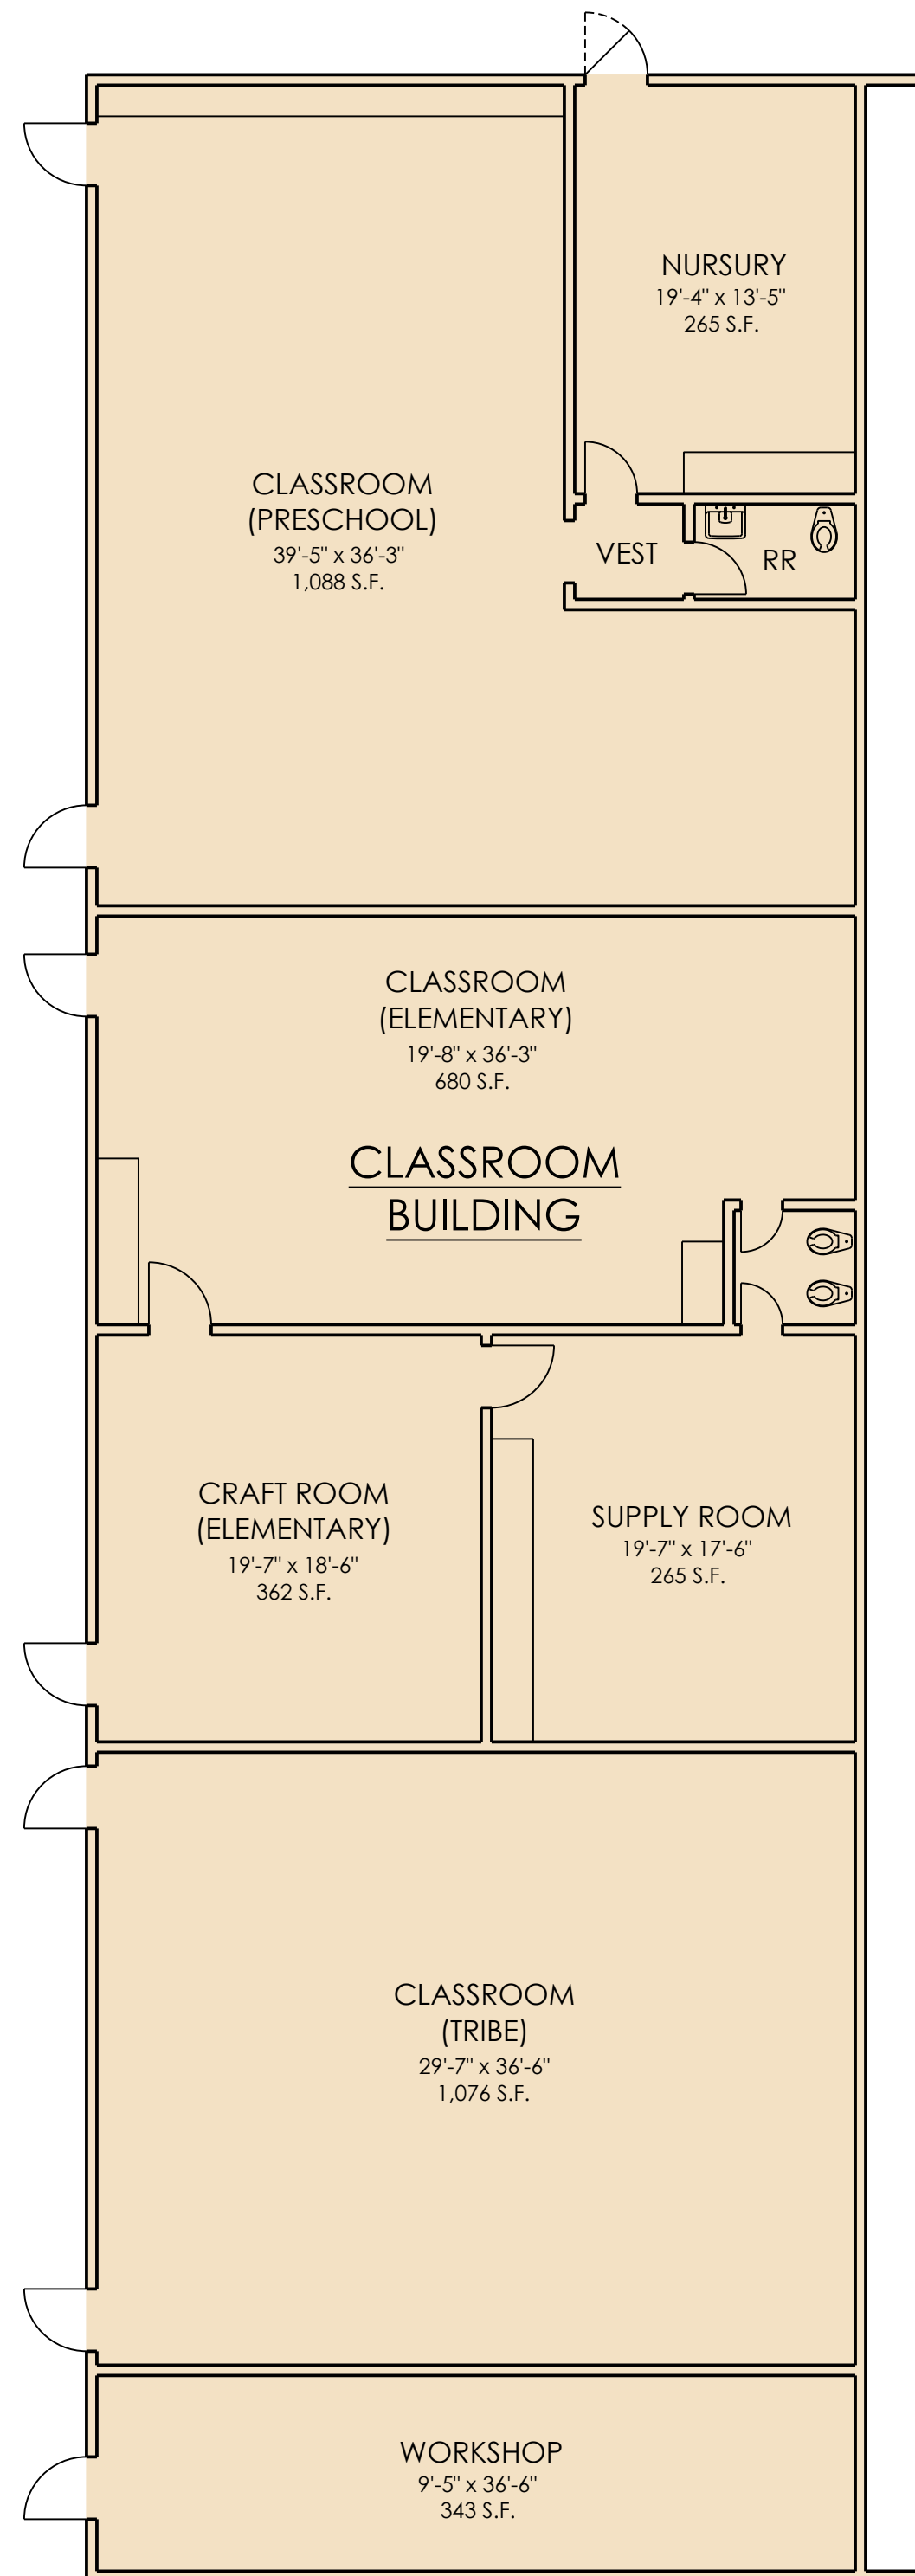 NURSURY
19'-4" x 13'-5"
265 S.F.
CLASSROOM
(PRESCHOOL)
39'-5" x 36'-3"
1,088 S.F.
VEST
RR
CLASSROOM
(ELEMENTARY)
19'-8" x 36'-3"
680 S.F.
CLASSROOM
BUILDING
CRAFT ROOM
(ELEMENTARY)
19'-7" x 18'-6"
362 S.F.
SUPPLY ROOM
19'-7" x 17'-6"
265 S.F.
CLASSROOM
(TRIBE)
29'-7" x 36'-6"
1,076 S.F.
WORKSHOP
9'-5" x 36'-6"
343 S.F.